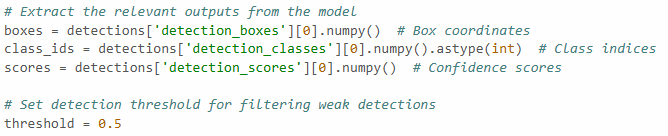 # Extract the relevant outputs from the model
boxes = detections['detection_boxes'][0].numpy()  # Box coordinates
class_ids = detections['detection_classes'][0].numpy().astype(int)  # Class indices
scores = detections['detection_scores'][0].numpy()  # Confidence scores
# Set detection threshold for filtering weak detections
threshold = 0.5